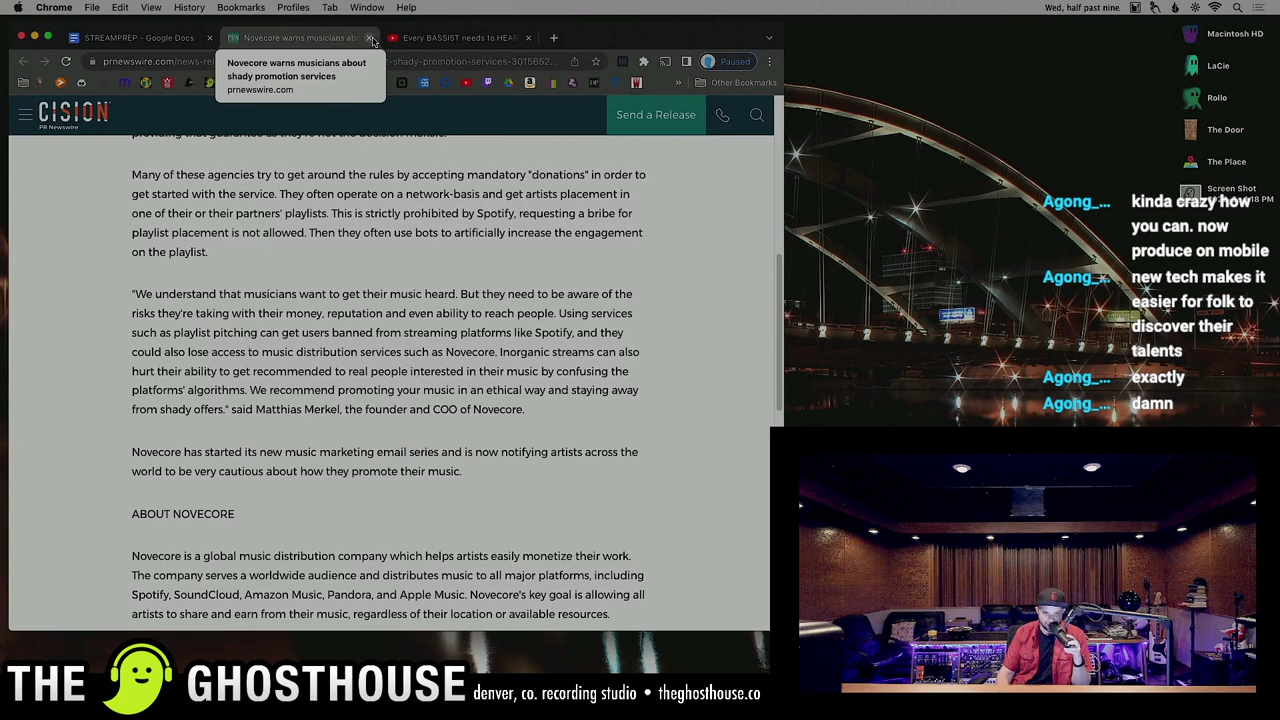 Chrome File Edit View History Bookmarks Profiles Tab Window Help
Wed, half past nine
STREAMPREP - Google Docs
Novecore warns musicians ab
Every BASSIST needs to HEAR
Paused
Other Bookmarks
Novecore warns musicians about
shady promotion services
prnewswire.com
CISION
PR Newswire
Send a Release
Many of these agencies try to get around the rules by accepting mandatory "donations" in order to
get started with the service. They often operate on a network-basis and get artists placement in
one of their or their partners' playlists. This is strictly prohibited by Spotify, requesting a bribe for
playlist placement is not allowed. Then they often use bots to artificially increase the engagement
on the playlist.
"We understand that musicians want to get their music heard. But they need to be aware of the
risks they're taking with their money, reputation and even ability to reach people. Using services
such as playlist pitching can get users banned from streaming platforms like Spotify, and they
could also lose access to music distribution services such as Novecore. Inorganic streams can also
hurt their ability to get recommended to real people interested in their music by confusing the
platforms' algorithms. We recommend promoting your music in an ethical way and staying away
from shady offers." said Matthias Merkel, the founder and COO of Novecore.
Novecore has started its new music marketing email series and is now notifying artists across the
world to be very cautious about how they promote their music.
ABOUT NOVECORE
Novecore is a global music distribution company which helps artists easily monetize their work.
The company serves a worldwide audience and distributes music to all major platforms, including
Spotify, SoundCloud, Amazon Music, Pandora, and Apple Music. Novecore's key goal is allowing all
artists to share and earn from their music, regardless of their location or available resources.
Macintosh HD
LaCie
Rollo
The Door
The Place
Screen Shot
Agong_... kinda crazy how
you can. now
produce on mobile
Agong_... new tech makes it
easier for folk to
discover their
talents
Agong_... exactly
Agong_... damn
THE GHOSTHOUSE denver, co. recording studio • theghosthouse.co